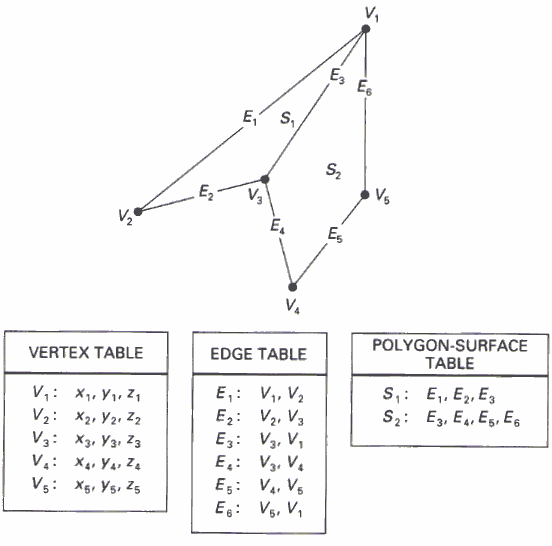 V₁
E₃
E₆
E₁
S₁
S₂
E₂
V₃
V₅
V₂
E₄
E₅
V₄
VERTEX TABLE
V₁: x₁, y₁, z₁
V₂: x₂, y₂, z₂
V₃: x₃, y₃, z₃
V₄: x₄, y₄, z₄
V₅: x₅, y₅, z₅
EDGE TABLE
E₁: V₁, V₂
E₂: V₂, V₃
E₃: V₃, V₁
E₄: V₃, V₄
E₅: V₄, V₅
E₆: V₅, V₁
POLYGON-SURFACE
TABLE
S₁: E₁, E₂, E₃
S₂: E₃, E₄, E₅, E₆